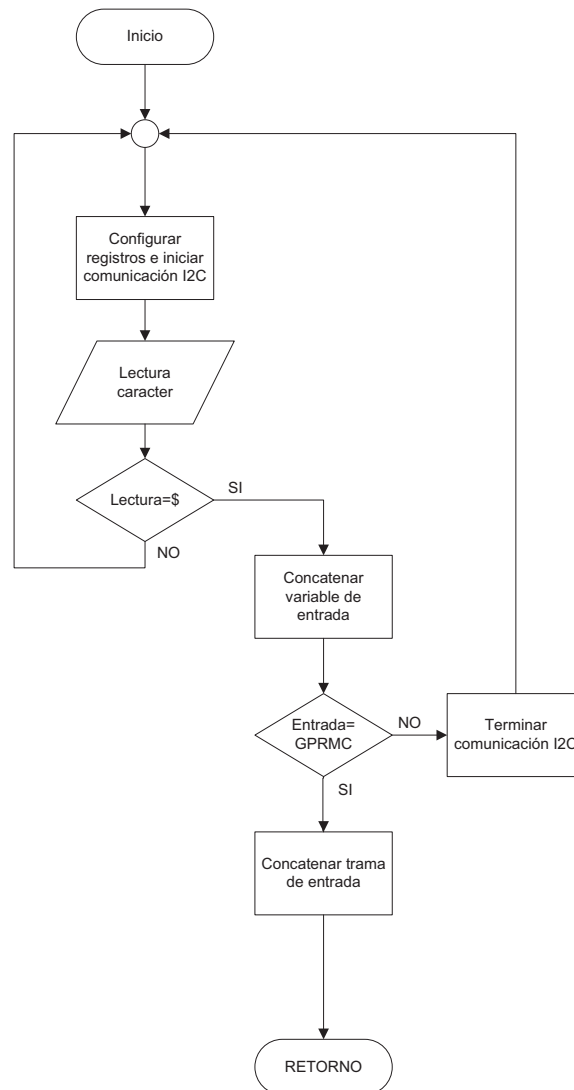 Inicio
Configurar
registros e iniciar
comunicación I2C
Lectura
caracter
Lectura=$
SI
NO
Concatenar
variable de
entrada
Entrada=
GPRMC
NO
Terminar
comunicación I2C
SI
Concatenar trama
de entrada
RETORNO